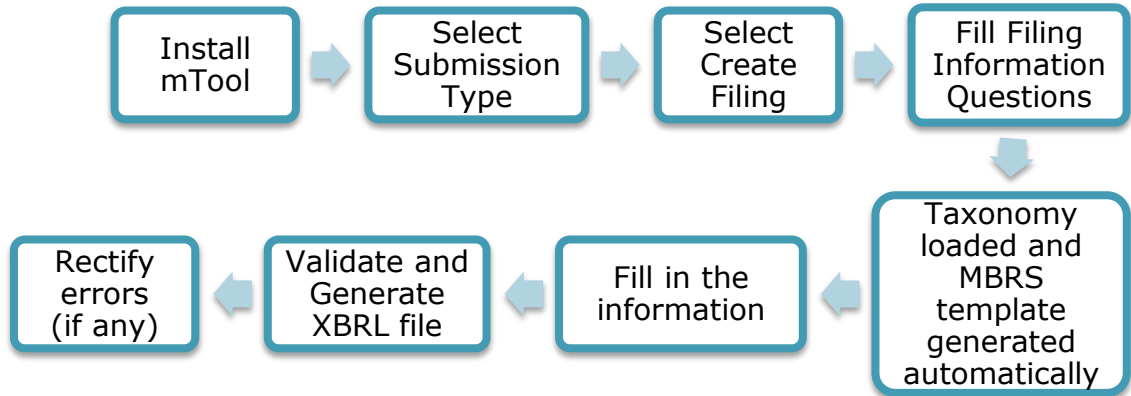 Install
mTool
Select
Submission
Type
Select
Create
Filing
Fill Filing
Information
Questions
Taxonomy
loaded and
MBRS
template
generated
automatically
Fill in the
information
Validate and
Generate
XBRL file
Rectify
errors
(if any)